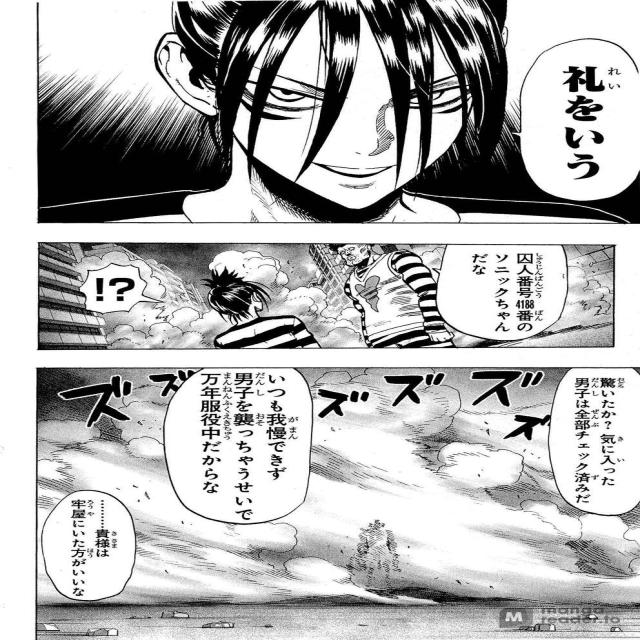 礼をいう
囚人番号
4188番の
ソニックちゃん
だな
!?
驚いたか?気に入った
男子は全部チェック済みだ
いつも我慢できず
男子を襲っちゃうせいで
万年服役中だからな
………貴様は
牢屋にいた方がいいな
ズズズズズ
M manga
reader.to